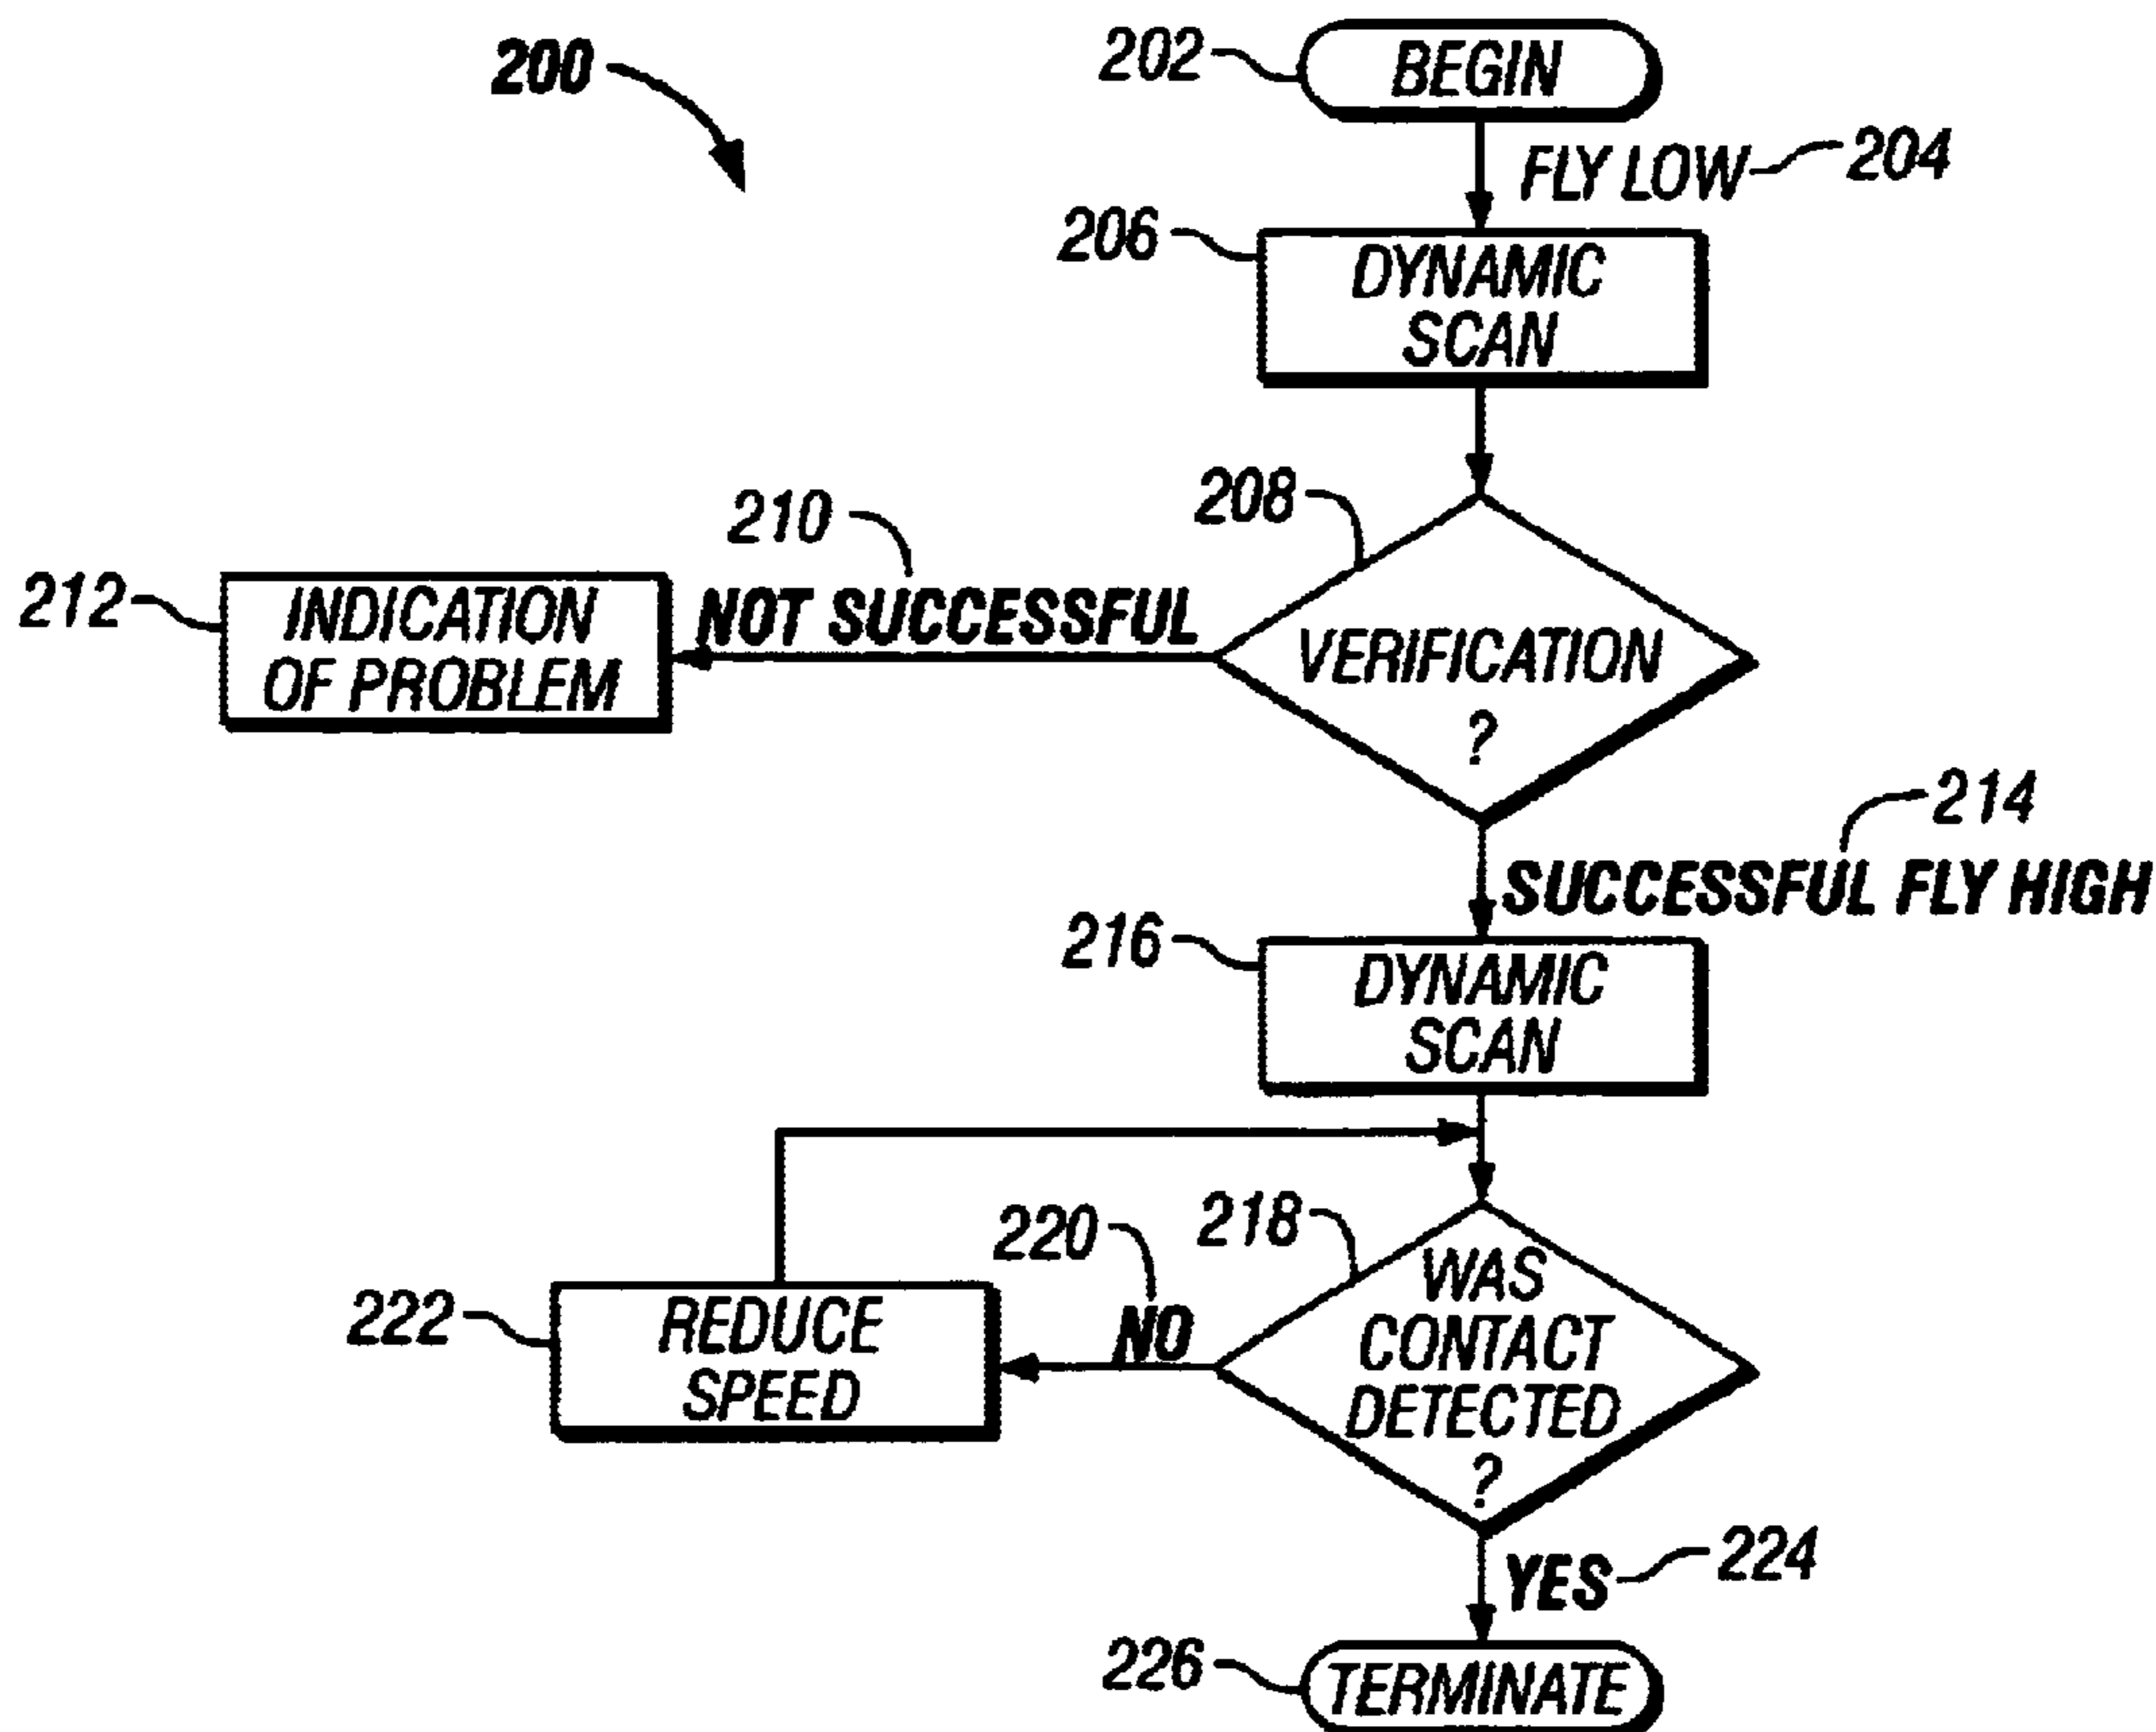 200
202
BEGIN
FLY LOW
204
206
DYNAMIC
SCAN
208
210
NOT SUCCESSFUL
212
INDICATION
OF PROBLEM
VERIFICATION
?
214
SUCCESSFUL FLY HIGH
216
DYNAMIC
SCAN
218
220
NO
222
REDUCE
SPEED
WAS
CONTACT
DETECTED
?
YES
224
226
TERMINATE